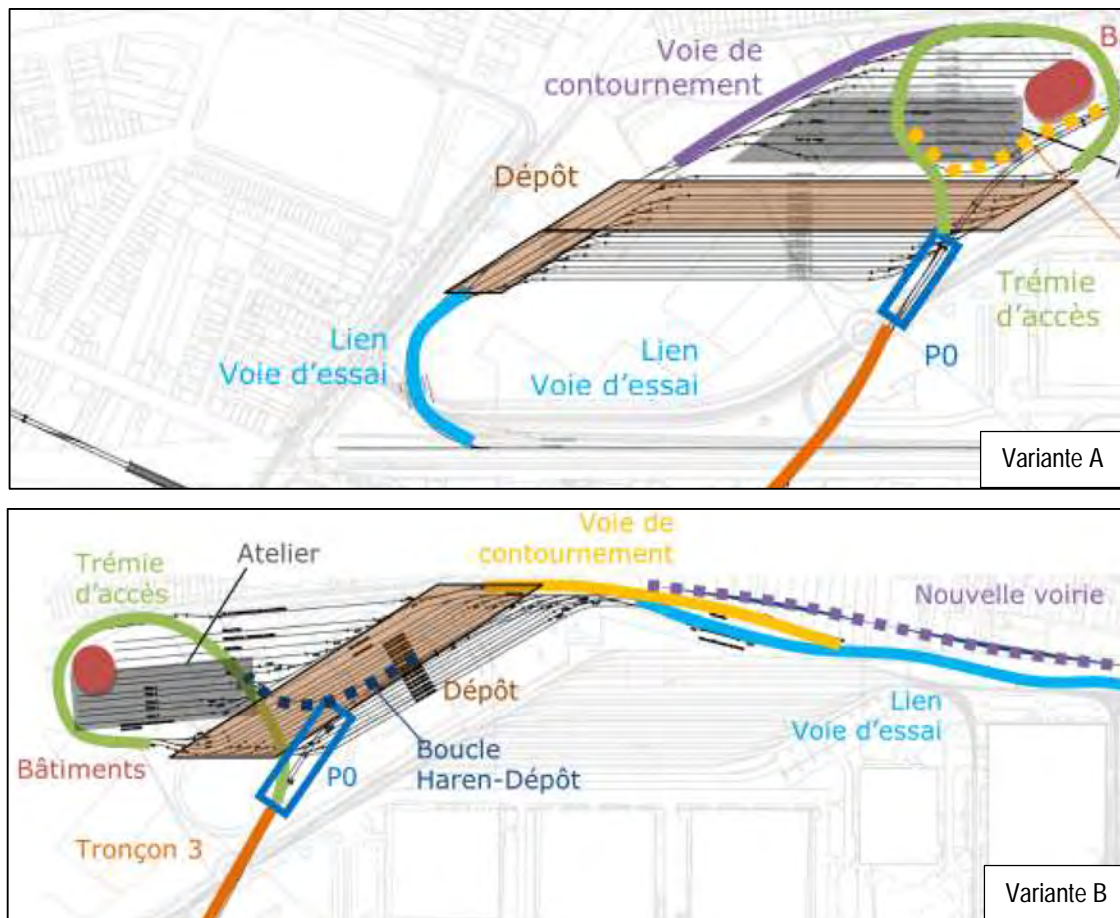 Voie de
contournement
B
Dépôt
Trémie
d'accès
Lien
Voie d'essai
Lien
Voie d'essai
P0
Variante A
Voie de
contournement
Trémie
d'accès
Atelier
Nouvelle voirie
Dépôt
Lien
Voie d'essai
Bâtiments
P0
Boucle
Haren-Dépôt
Tronçon 3
Variante B